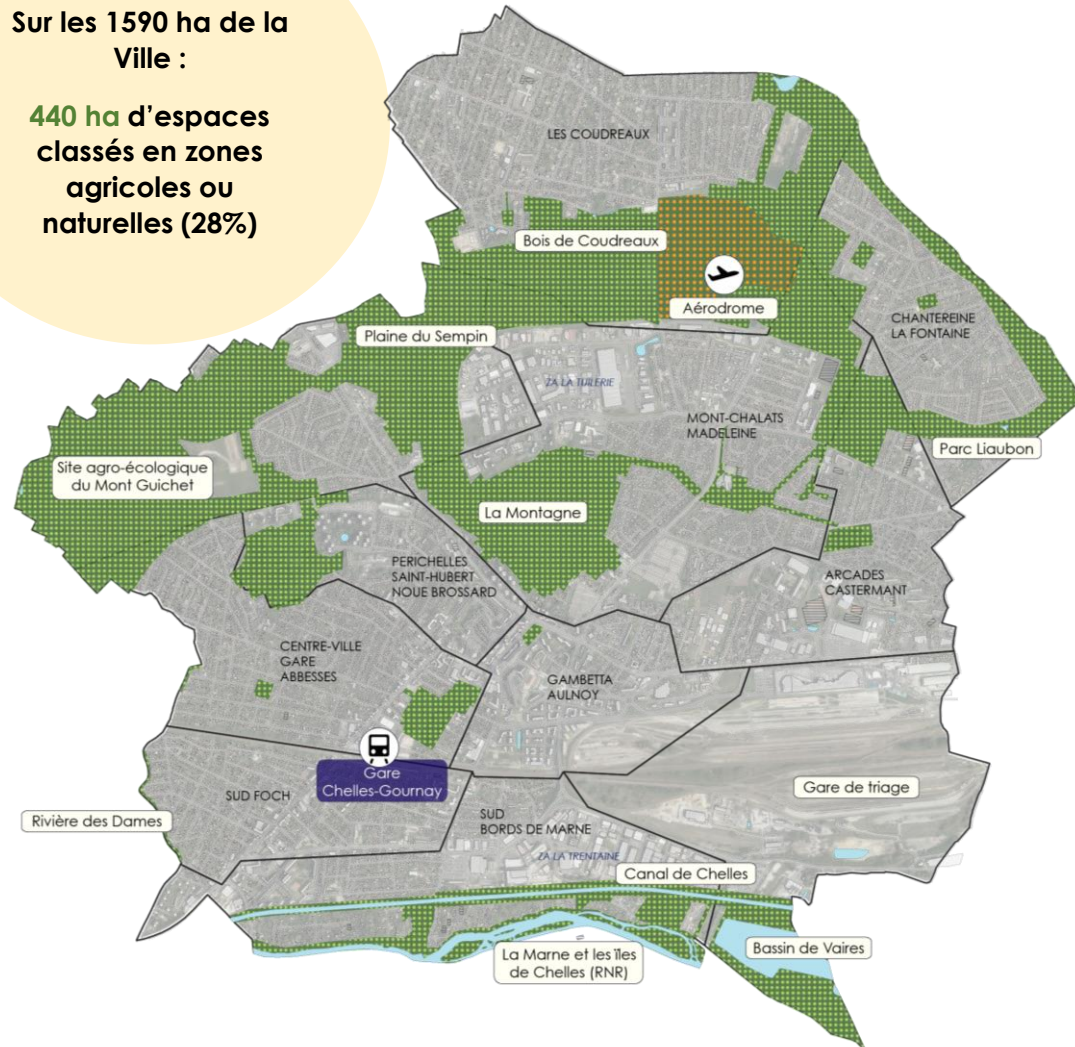 Sur les 1590 ha de la
Ville :
440 ha d’espaces
classés en zones
agricoles ou
naturelles (28%)
LES COUDREAUX
Bois de Coudreaux
Aérodrome
CHANTEREINE
LA FONTAINE
Plaine du Sempin
ZA LA TUILERIE
MONT-CHALATS
MADELEINE
Parc Liaubon
Site agro-écologique
du Mont Guichet
La Montagne
PERICHELLES
SAINT-HUBERT
NOUE BROSSARD
ARCADES
CASTERMANT
CENTRE-VILLE
GARE
ABBESSES
GAMBETTA
AULNOY
Gare
Chelles-Gournay
Gare de triage
SUD FOCH
SUD
BORDS DE MARNE
Rivière des Dames
ZA LA TRENTAINE
Canal de Chelles
La Marne et les îles
de Chelles (RNR)
Bassin de Vaires